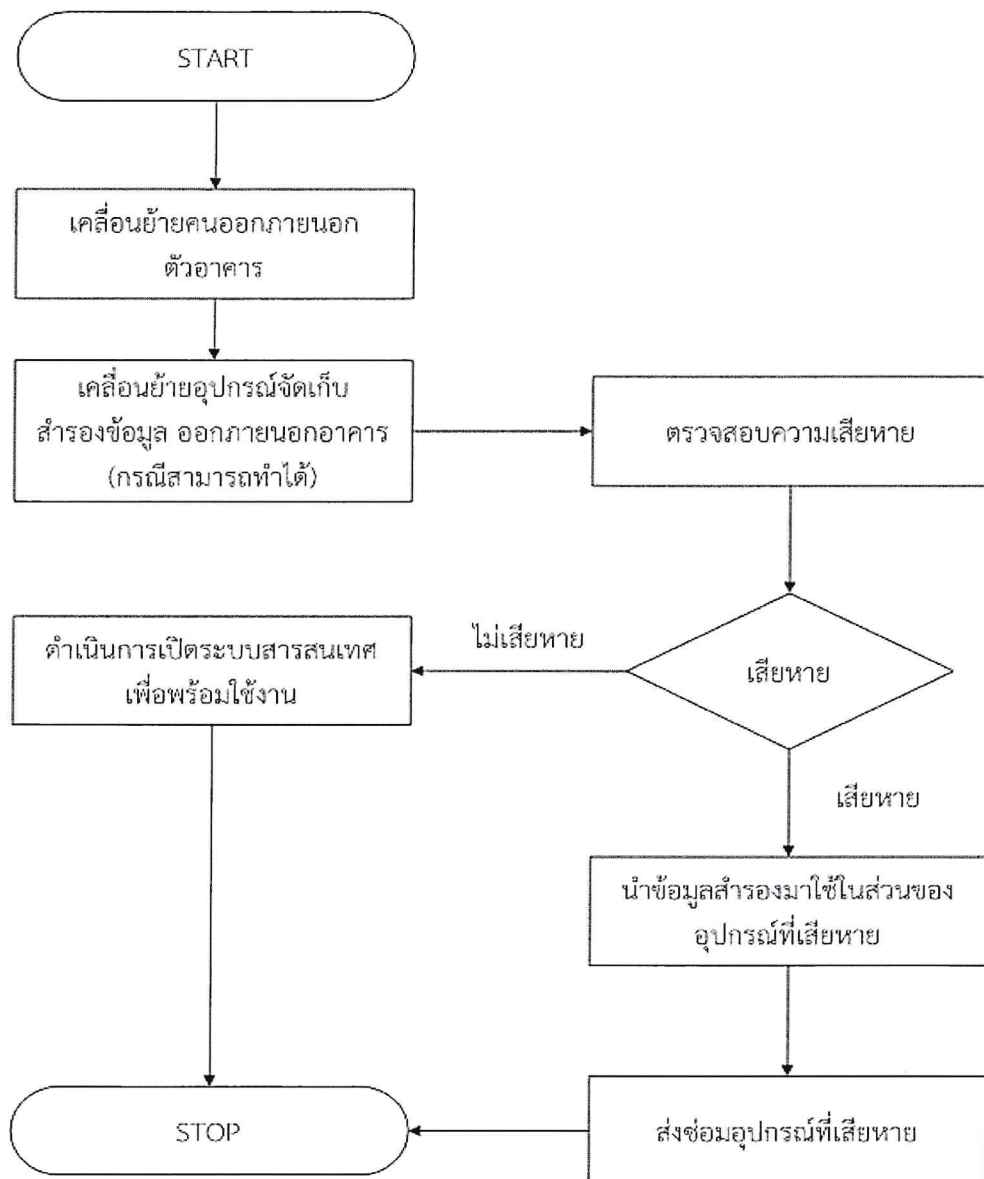 START
เคลื่อนย้ายคนออกภายนอก
ตัวอาคาร
เคลื่อนย้ายอุปกรณ์จัดเก็บ
สำรองข้อมูล ออกภายนอกอาคาร
(กรณีสามารถทำได้)
ตรวจสอบความเสียหาย
เสียหาย
ไม่เสียหาย
ดำเนินการเปิดระบบสารสนเทศ
เพื่อพร้อมใช้งาน
เสียหาย
นำข้อมูลสำรองมาใช้ในส่วนของ
อุปกรณ์ที่เสียหาย
ส่งซ่อมอุปกรณ์ที่เสียหาย
STOP